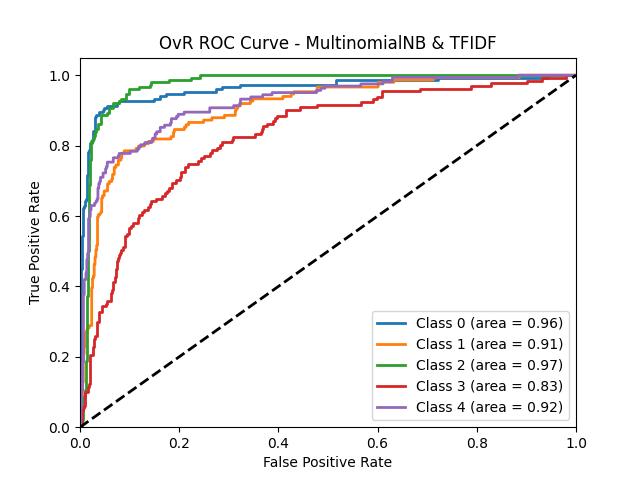 OvR ROC Curve - MultinomialNB & TFIDF
1.0
0.8
0.6
0.4
0.2
0.0
True Positive Rate
Class 0 (area = 0.96)
Class 1 (area = 0.91)
Class 2 (area = 0.97)
Class 3 (area = 0.83)
Class 4 (area = 0.92)
0.0 0.2 0.4 0.6 0.8 1.0
False Positive Rate